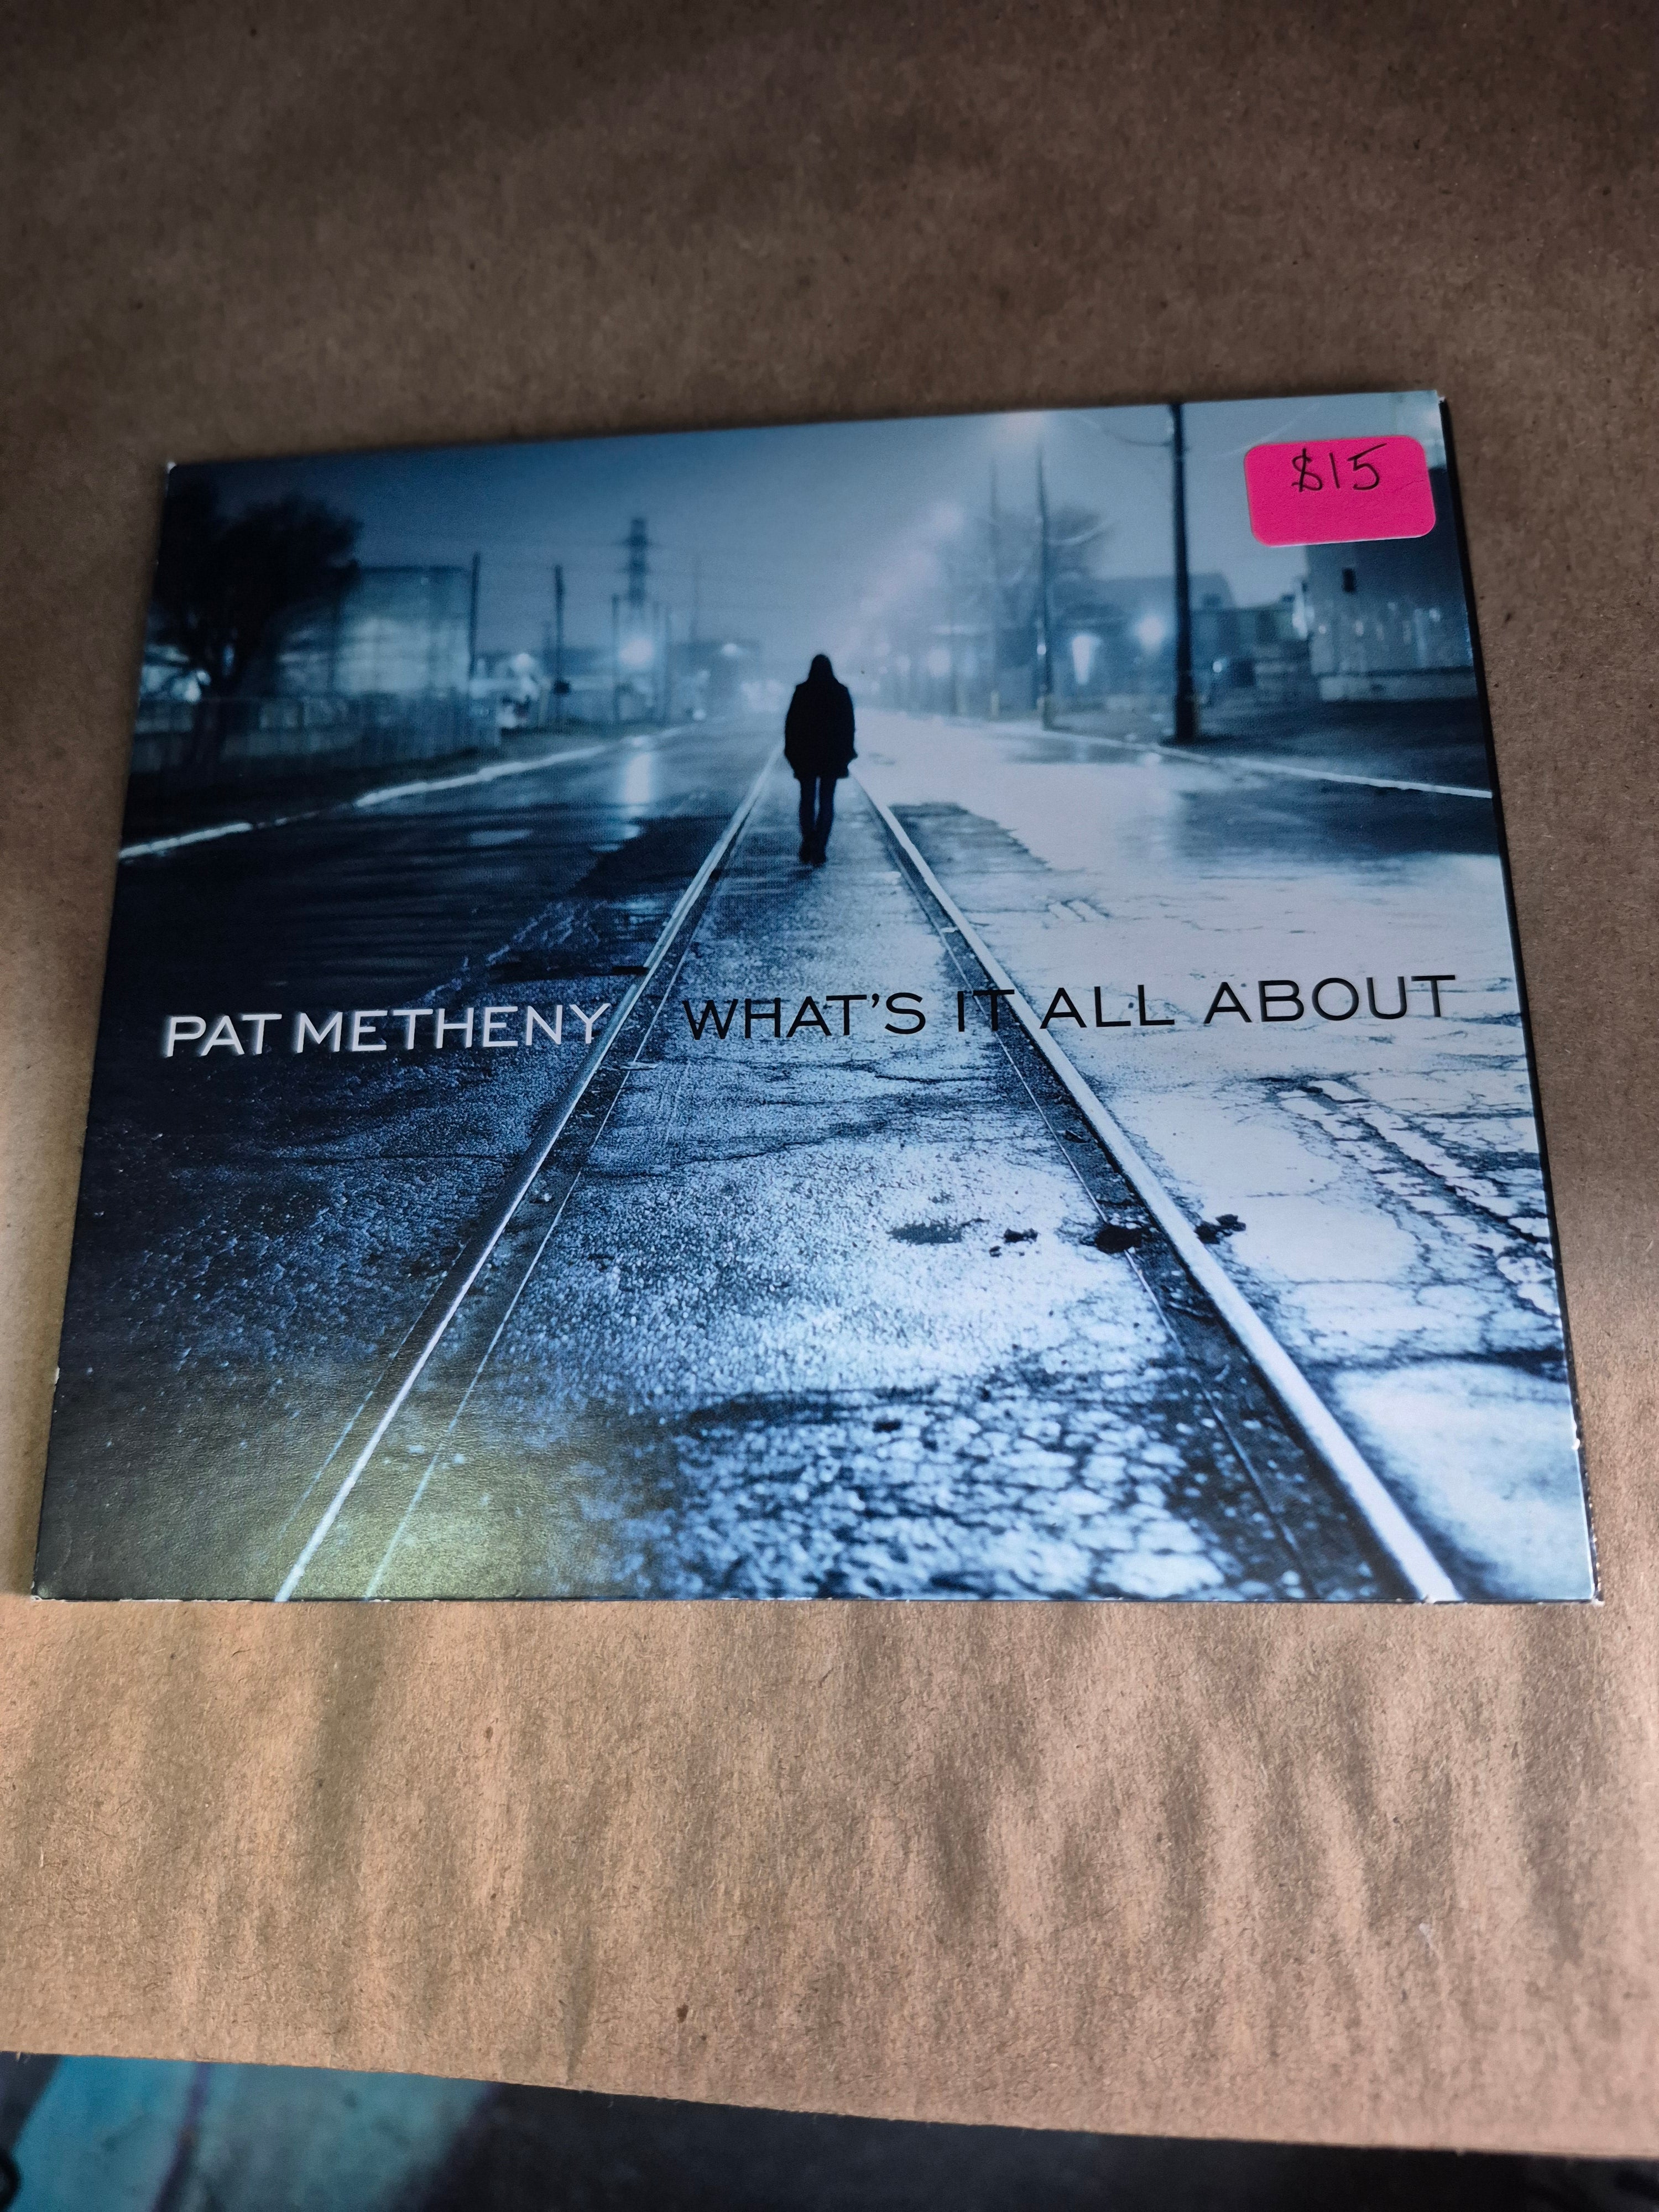 $15
PAT METHENY WHAT'S IT ALL ABOUT